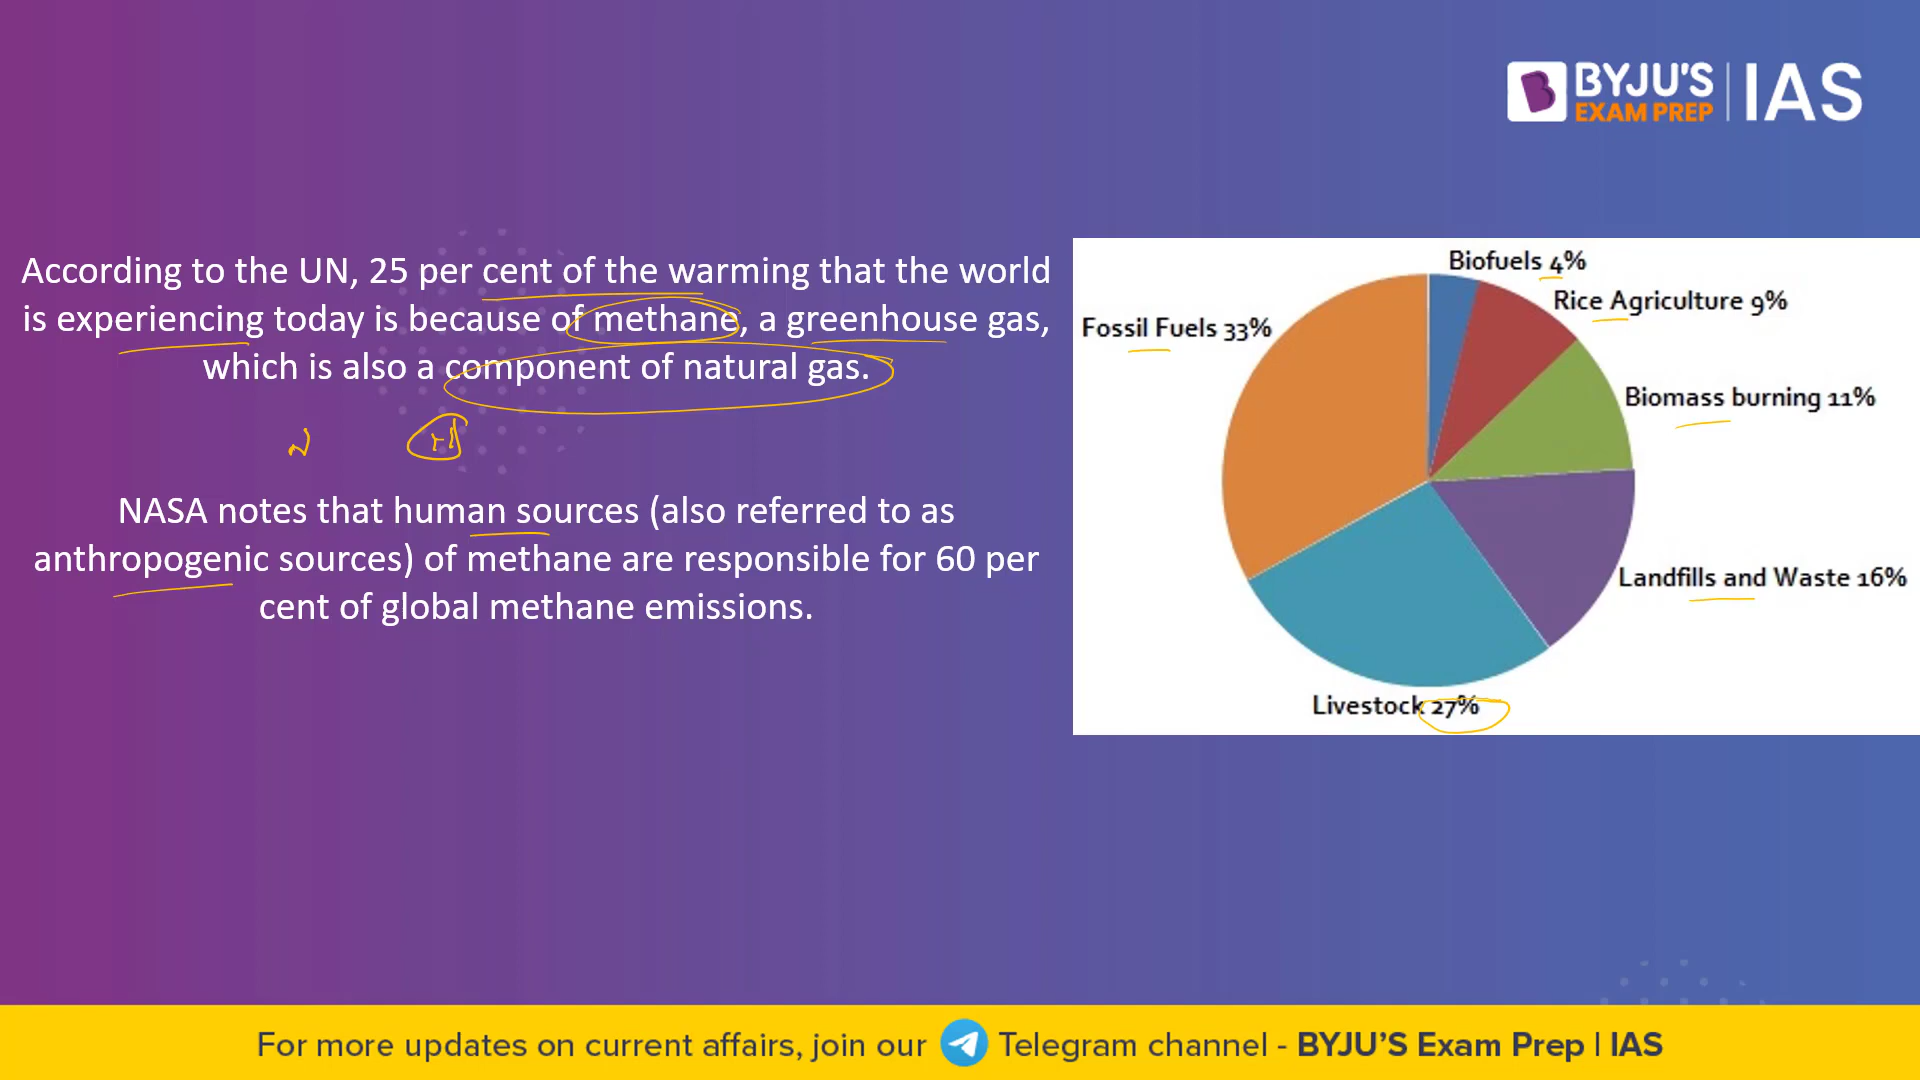 BYJU'S
EXAM PREP
IAS
According to the UN, 25 per cent of the warming that the world
is experiencing today is because of methane, a greenhouse gas,
which is also a component of natural gas.
NASA notes that human sources (also referred to as
anthropogenic sources) of methane are responsible for 60 per
cent of global methane emissions.
Biofuels 4%
Rice Agriculture 9%
Fossil Fuels 33%
Biomass burning 11%
Landfills and Waste 16%
Livestock 27%
For more updates on current affairs, join our Telegram channel - BYJU'S Exam Prep | IAS